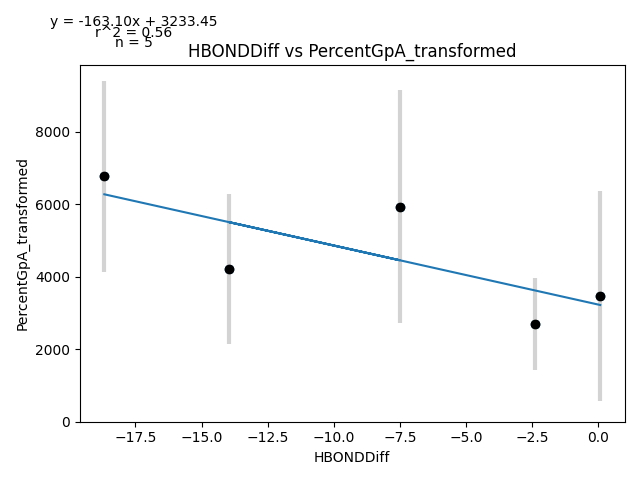 y = -163.10x + 3233.45
r^2 = 0.56
n = 5
HBONDDiff vs PercentGpA_transformed
PercentGpA_transformed
8000
6000
4000
2000
0
−17.5 −15.0 −12.5 −10.0 −7.5 −5.0 −2.5 0.0
HBONDDiff